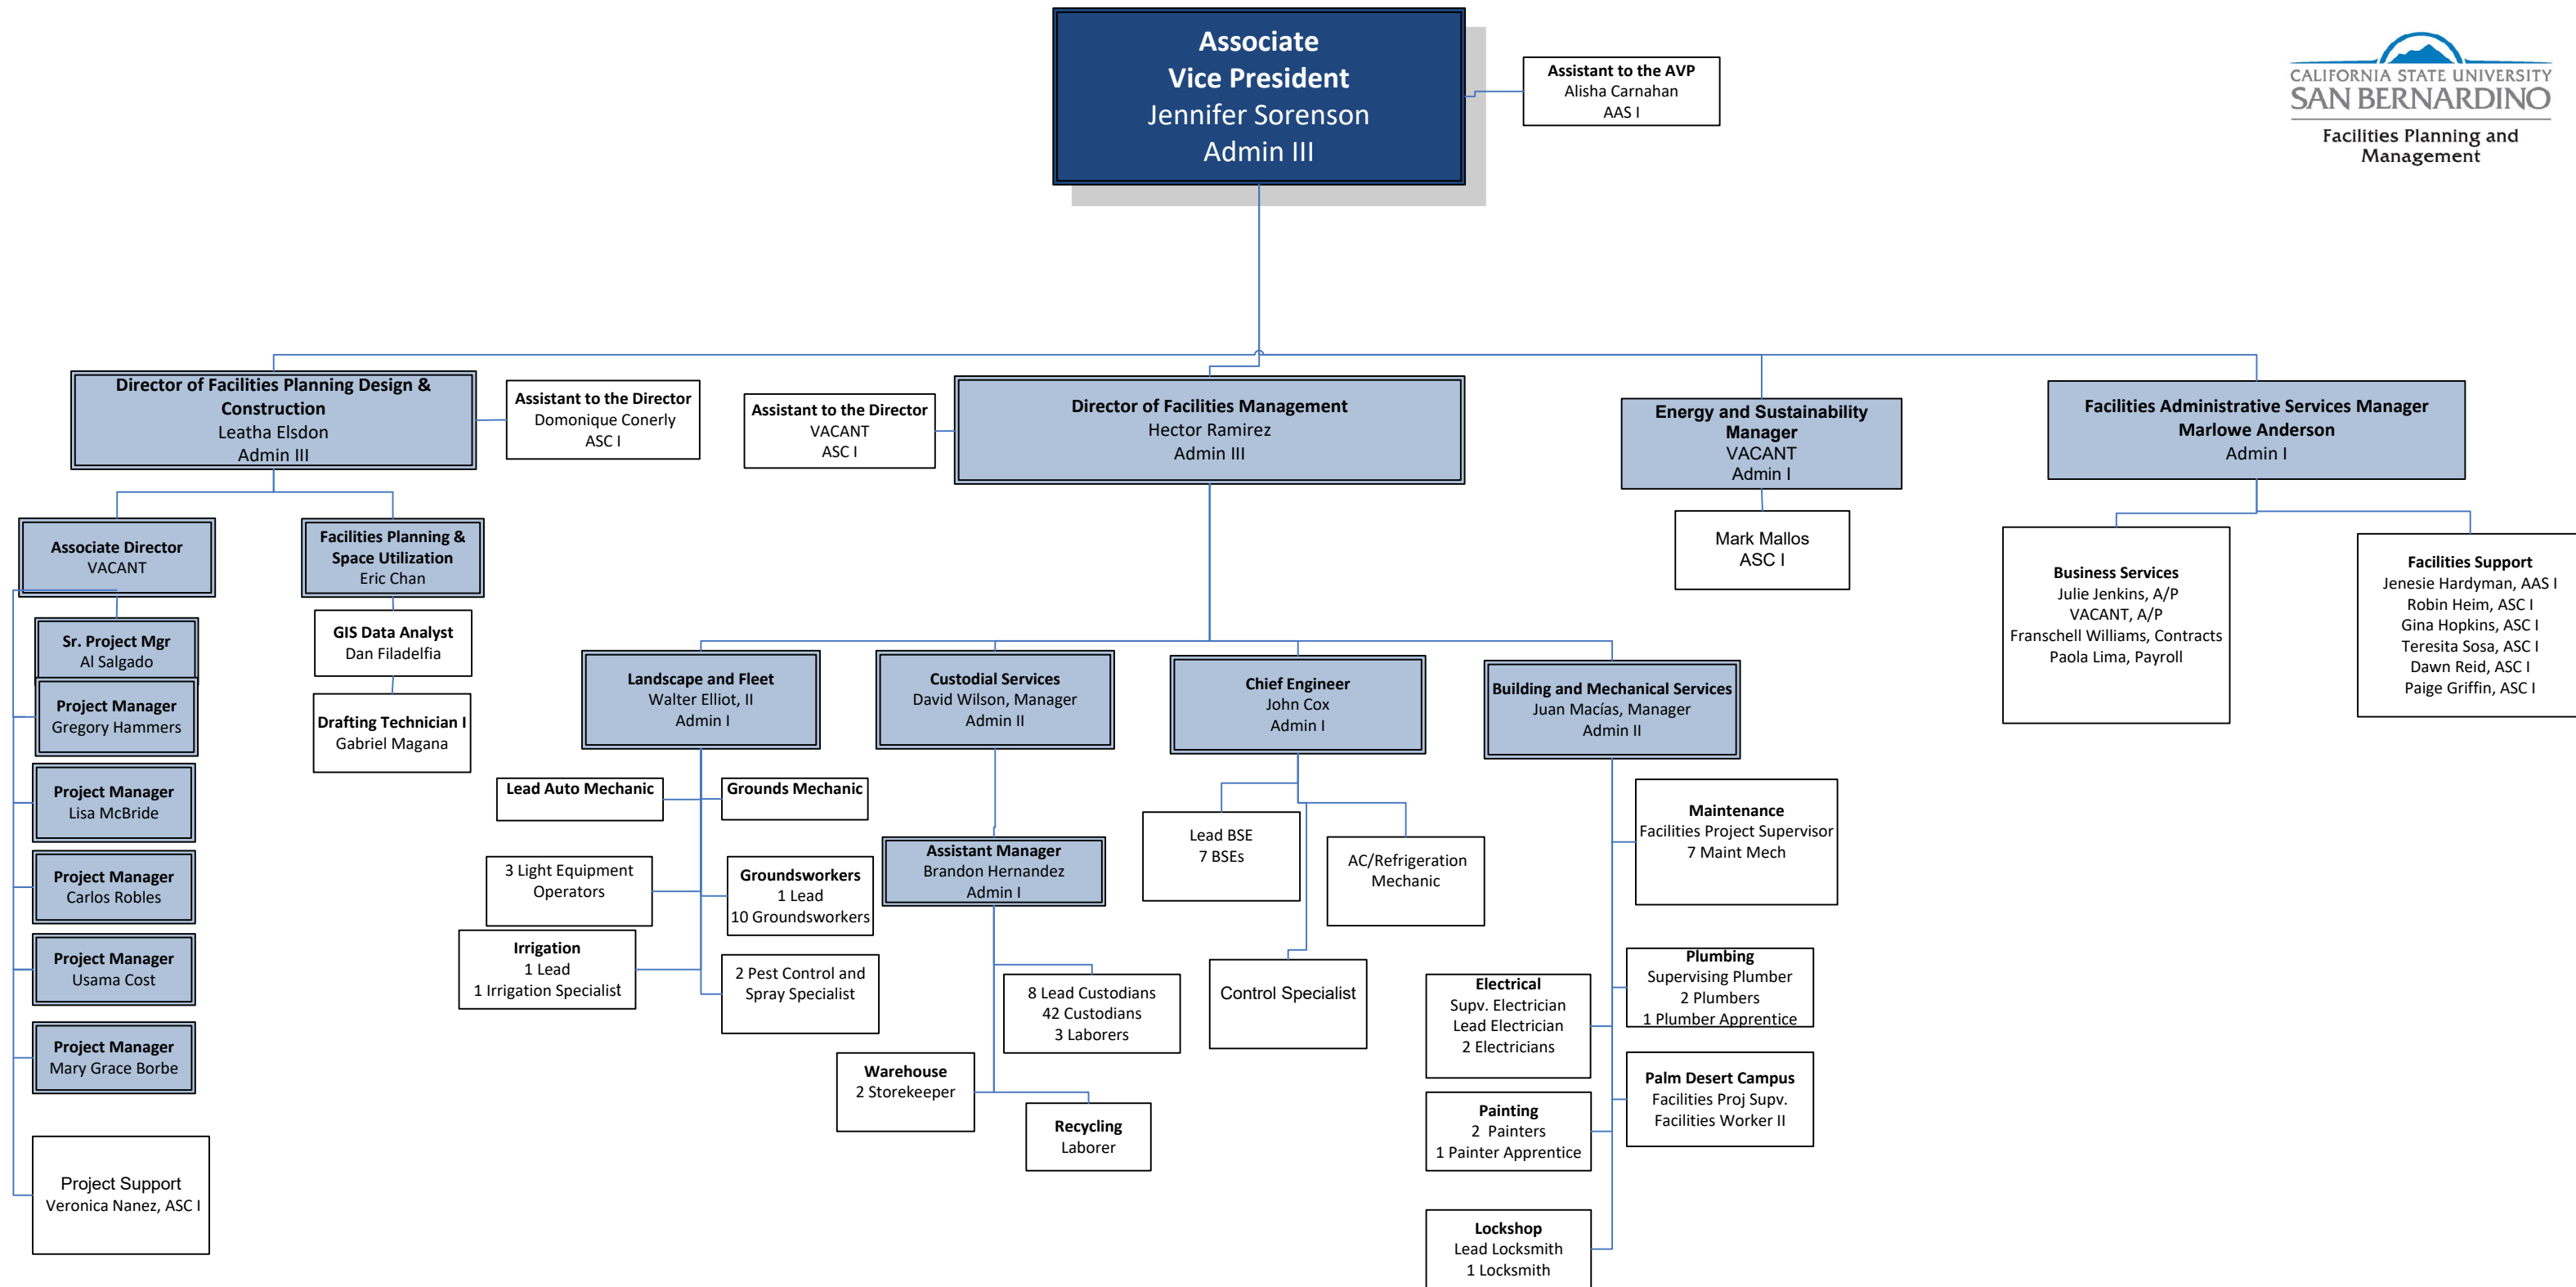 Associate
Vice President
Jennifer Sorenson
Admin III
Assistant to the AVP
Alisha Carnahan
AAS I
CALIFORNIA STATE UNIVERSITY
SAN BERNARDINO
Facilities Planning and
Management
Director of Facilities Planning Design &
Construction
Leatha Elsdon
Admin III
Assistant to the Director
Domonique Conerly
ASC I
Assistant to the Director
VACANT
ASC I
Director of Facilities Management
Hector Ramirez
Admin III
Energy and Sustainability
Manager
VACANT
Admin I
Facilities Administrative Services Manager
Marlowe Anderson
Admin I
Associate Director
VACANT
Facilities Planning &
Space Utilization
Eric Chan
Mark Mallos
ASC I
Business Services
Julie Jenkins, A/P
VACANT, A/P
Franschell Williams, Contracts
Paola Lima, Payroll
Facilities Support
Jenesie Hardyman, AAS I
Robin Heim, ASC I
Gina Hopkins, ASC I
Teresita Sosa, ASC I
Dawn Reid, ASC I
Paige Griffin, ASC I
Sr. Project Mgr
Al Salgado
GIS Data Analyst
Dan Filadelfia
Project Manager
Gregory Hammers
Drafting Technician I
Gabriel Magana
Project Manager
Lisa McBride
Project Manager
Carlos Robles
Project Manager
Usama Cost
Project Manager
Mary Grace Borbe
Project Support
Veronica Nanez, ASC I
Landscape and Fleet
Walter Elliot, II
Admin I
Custodial Services
David Wilson, Manager
Admin II
Chief Engineer
John Cox
Admin I
Building and Mechanical Services
Juan Macías, Manager
Admin II
Lead Auto Mechanic
Grounds Mechanic
3 Light Equipment
Operators
Groundsworkers
1 Lead
10 Groundsworkers
Irrigation
1 Lead
1 Irrigation Specialist
2 Pest Control and
Spray Specialist
Assistant Manager
Brandon Hernandez
Admin I
8 Lead Custodians
42 Custodians
3 Laborers
Warehouse
2 Storekeeper
Recycling
Laborer
Lead BSE
7 BSEs
AC/Refrigeration
Mechanic
Control Specialist
Maintenance
Facilities Project Supervisor
7 Maint Mech
Plumbing
Supervising Plumber
2 Plumbers
1 Plumber Apprentice
Electrical
Supv. Electrician
Lead Electrician
2 Electricians
Palm Desert Campus
Facilities Proj Supv.
Facilities Worker II
Painting
2 Painters
1 Painter Apprentice
Lockshop
Lead Locksmith
1 Locksmith